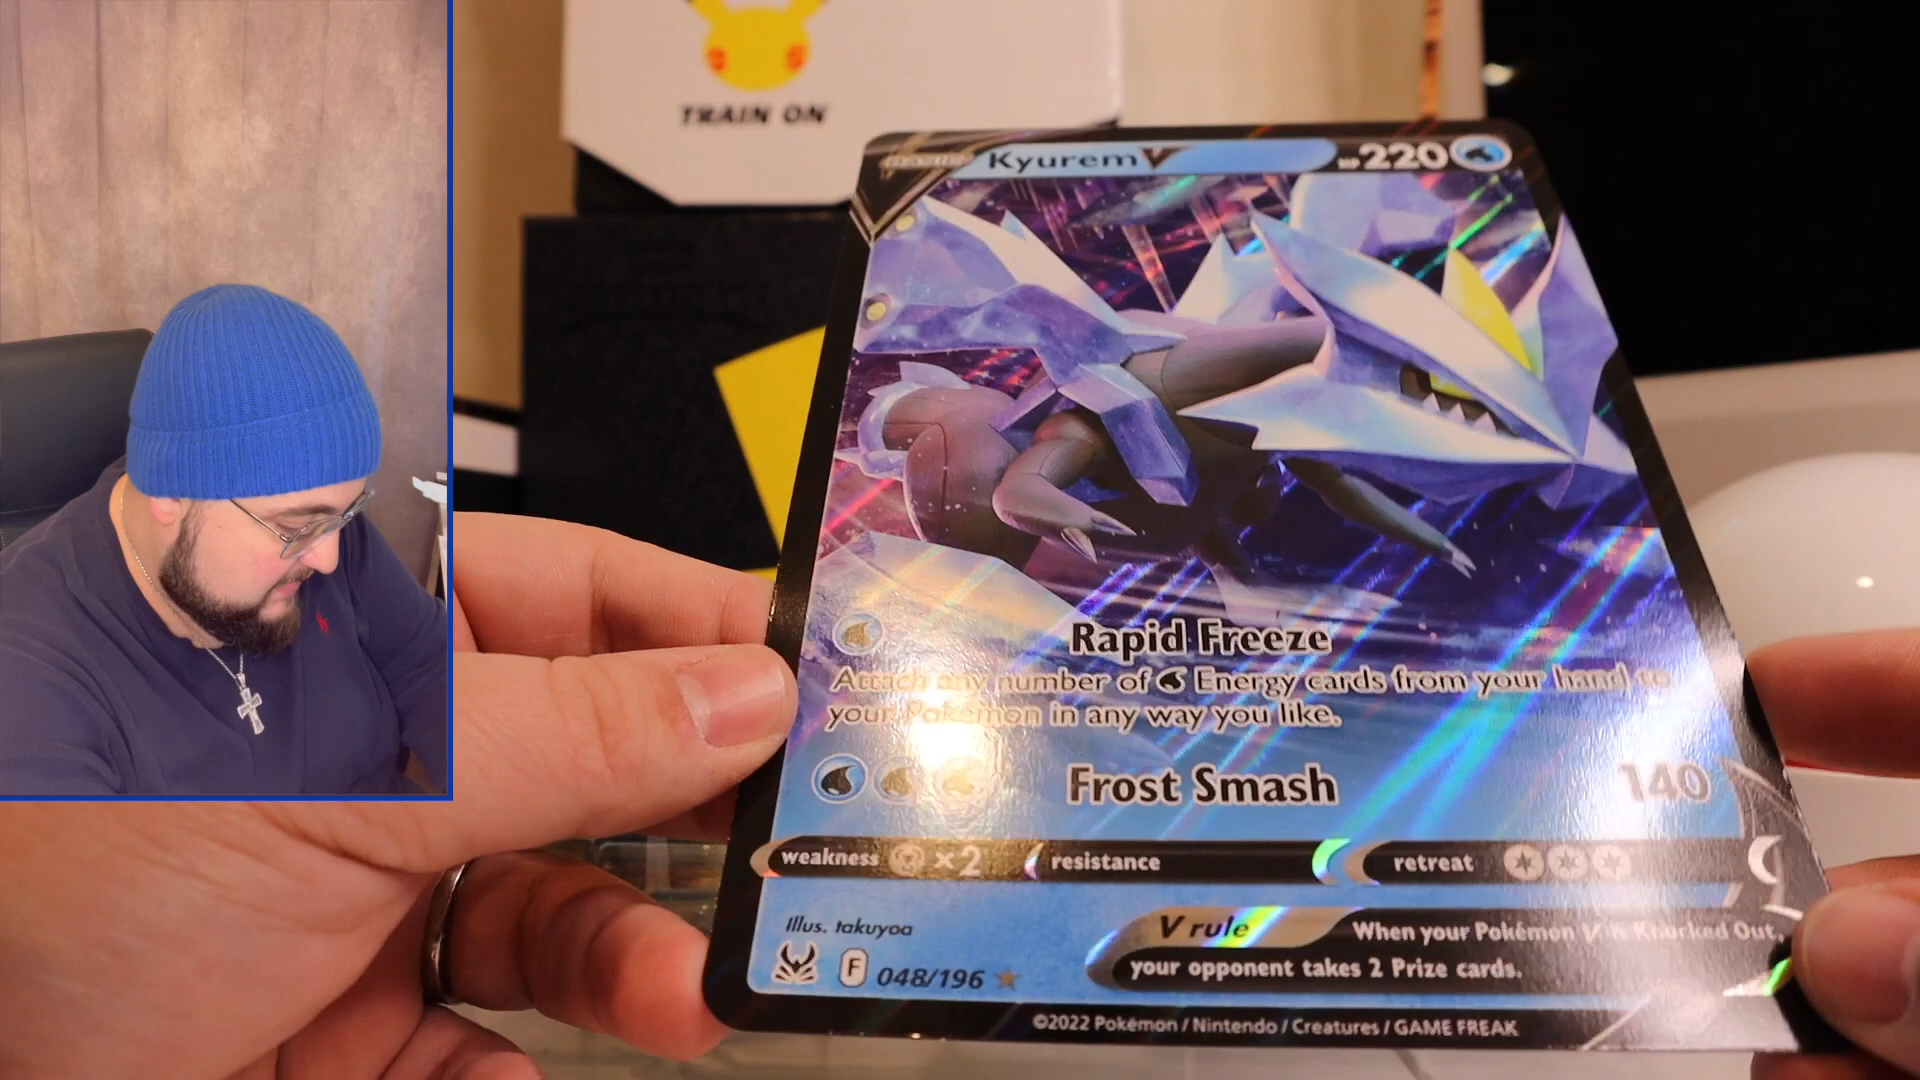 TRAIN ON
BASIC KyuremV HP220
Rapid Freeze
Attach any number of Energy cards from your hand to
your Pokémon in any way you like.
Frost Smash 140
weakness ×2 resistance retreat
Illus. takuyoa
V rule When your Pokémon V is Knocked Out,
your opponent takes 2 Prize cards.
F 048/196
©2022 Pokémon / Nintendo / Creatures / GAME FREAK